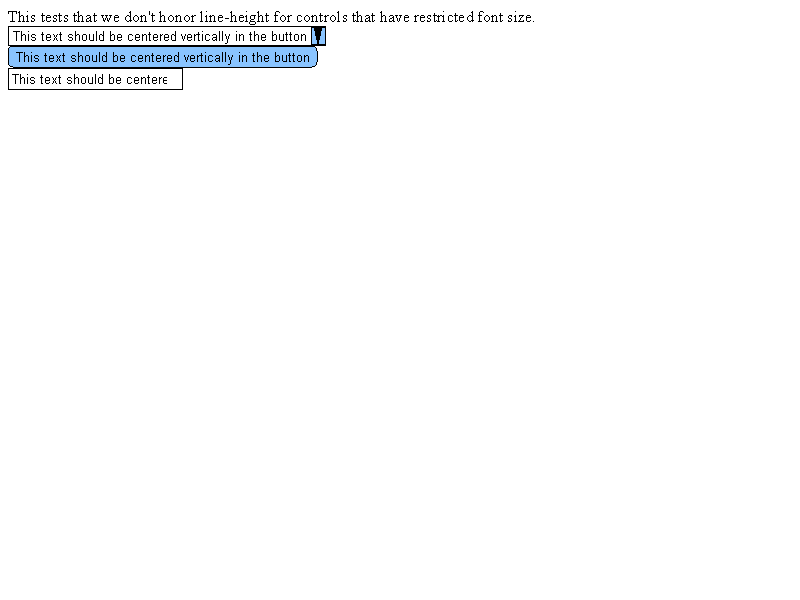 This tests that we don't honor line-height for controls that have restricted font size.
This text should be centered vertically in the button
This text should be centered vertically in the button
This text should be centere